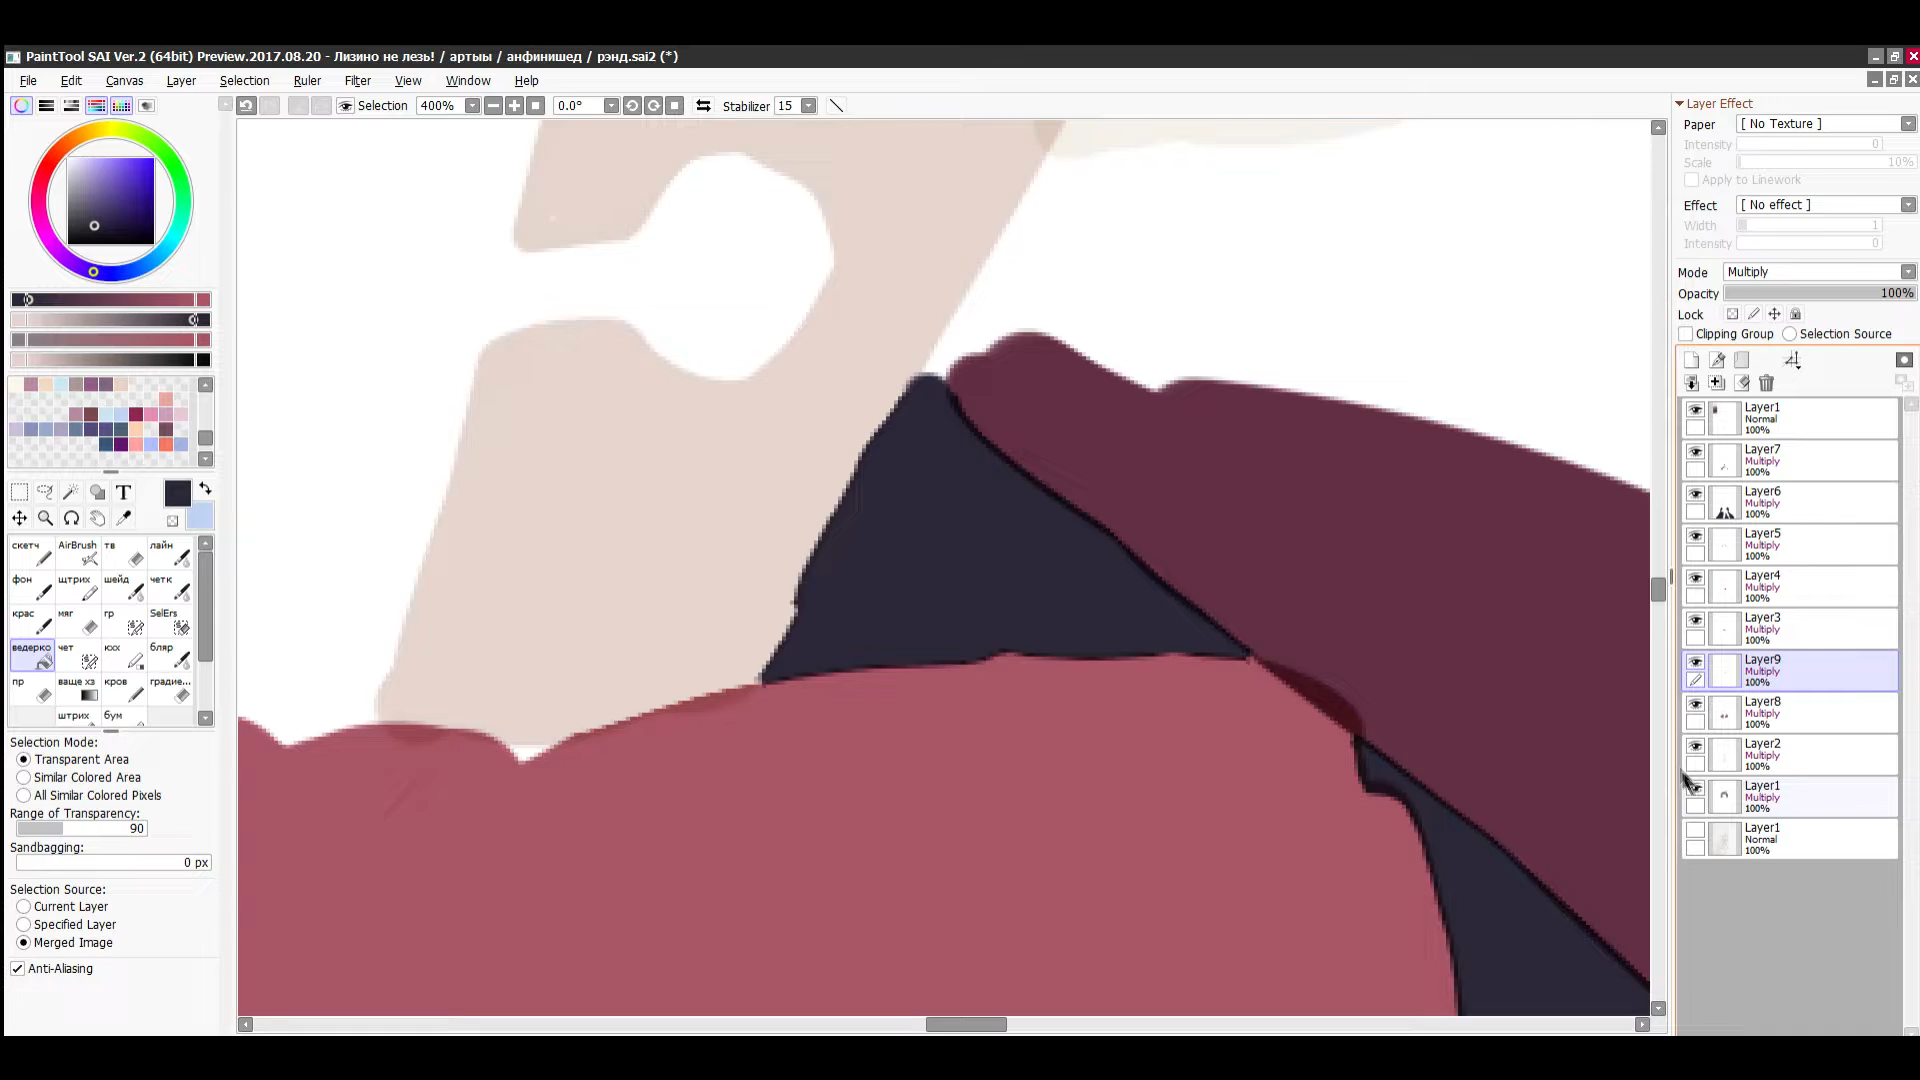 PaintTool SAI Ver.2 (64bit) Preview.2017.08.20 - Лизино не лезь! / артыы / анфинишед / рэнд.sai2 (*)
File Edit Canvas Layer Selection Ruler Filter View Window Help
Selection 400% 0.0° Stabilizer 15
Layer Effect
Paper [ No Texture ]
Intensity 0
Scale 10%
Apply to Linework
Effect [ No effect ]
Width 1
Intensity 0
Mode Multiply
Opacity 100%
Lock
Clipping Group Selection Source
Layer1
Normal
100%
Layer7
Multiply
100%
Layer6
Multiply
100%
Layer5
Multiply
100%
Layer4
Multiply
100%
Layer3
Multiply
100%
Layer9
Multiply
100%
Layer8
Multiply
100%
Layer2
Multiply
100%
Layer1
Multiply
100%
Layer1
Normal
100%
T
скетч AirBrush тв лайн
фон щтрих шейд четк
крас мяг гр SelErs
ведерко чет кхх бляр
пр ваще хз кров градие...
штрих бум
Selection Mode:
Transparent Area
Similar Colored Area
All Similar Colored Pixels
Range of Transparency:
90
Sandbagging:
0 px
Selection Source:
Current Layer
Specified Layer
Merged Image
Anti-Aliasing